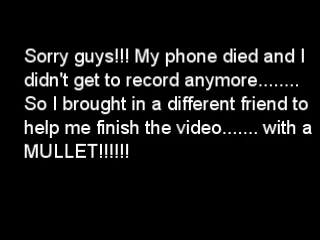 Sorry guys!!! My phone died and I
didn't get to record anymore........
So I brought in a different friend to
help me finish the video....... with a
MULLET!!!!!!